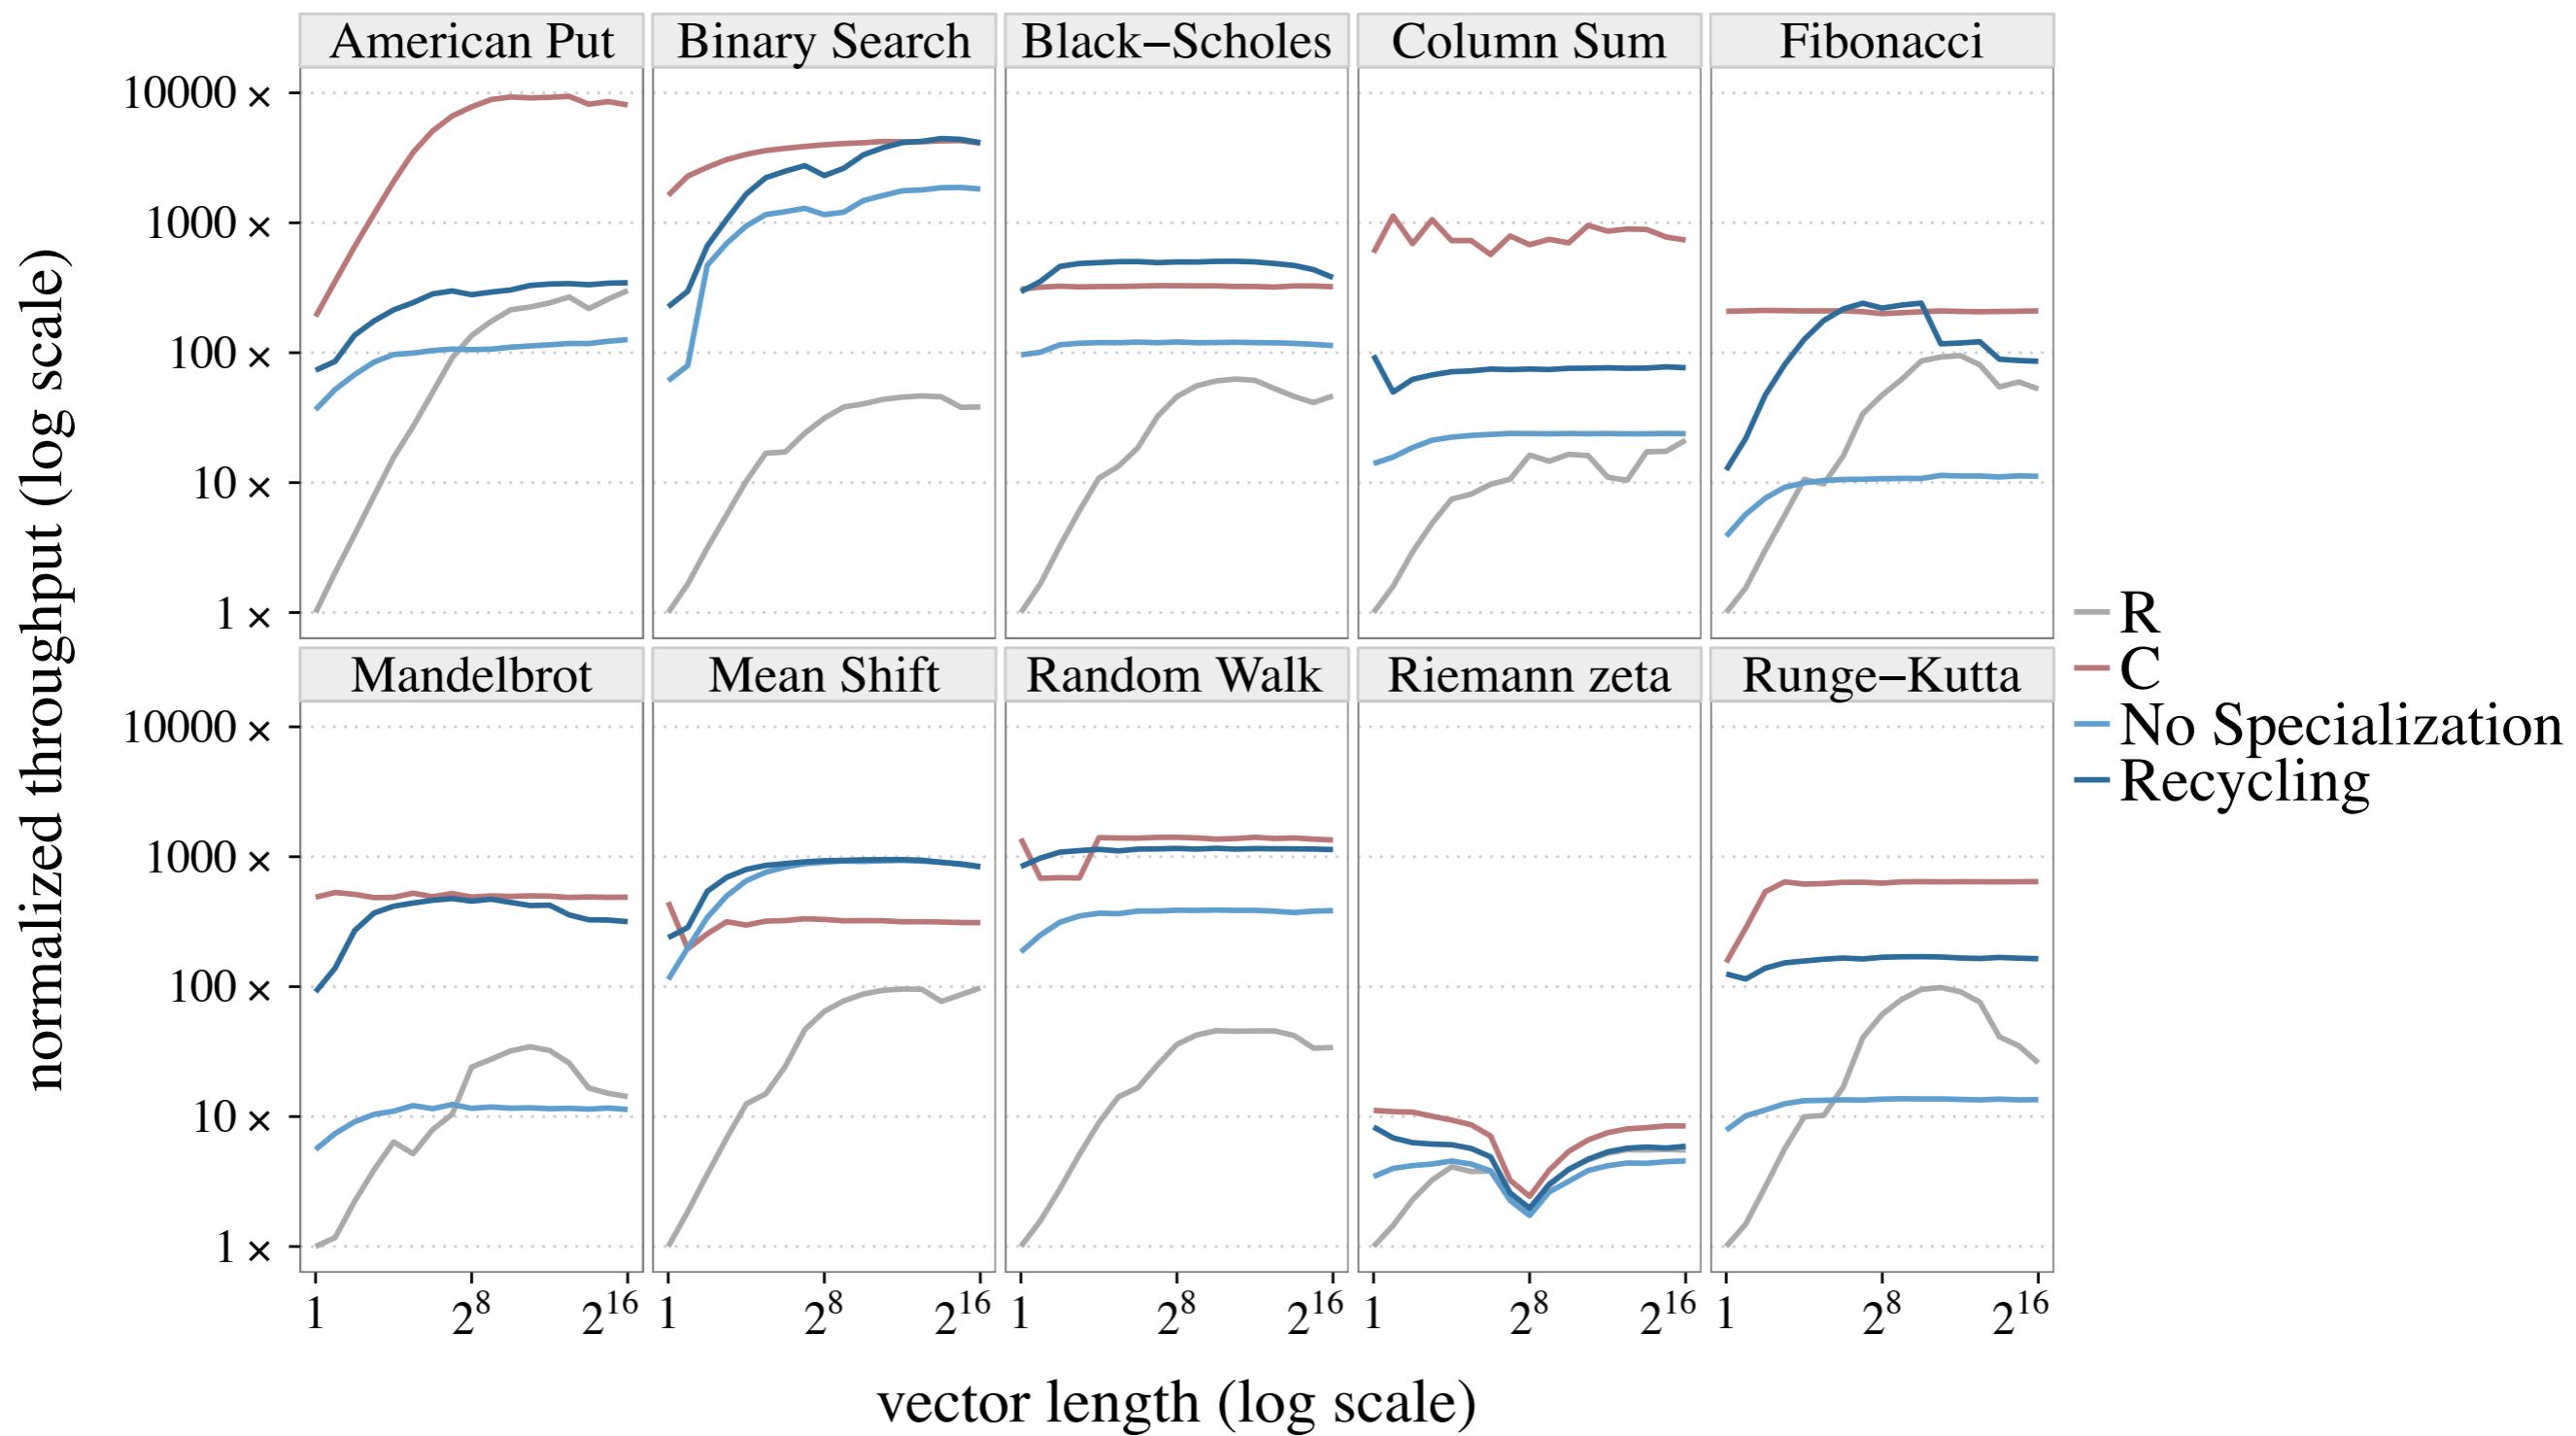 American Put Binary Search Black−Scholes Column Sum Fibonacci
10000 ×
1000 ×
100 ×
10 ×
1 ×
Mandelbrot Mean Shift Random Walk Riemann zeta Runge−Kutta
10000 ×
1000 ×
100 ×
10 ×
1 ×
1 2^8 2^16 1 2^8 2^16 1 2^8 2^16 1 2^8 2^16 1 2^8 2^16
vector length (log scale)
normalized throughput (log scale)
R
C
No Specialization
Recycling